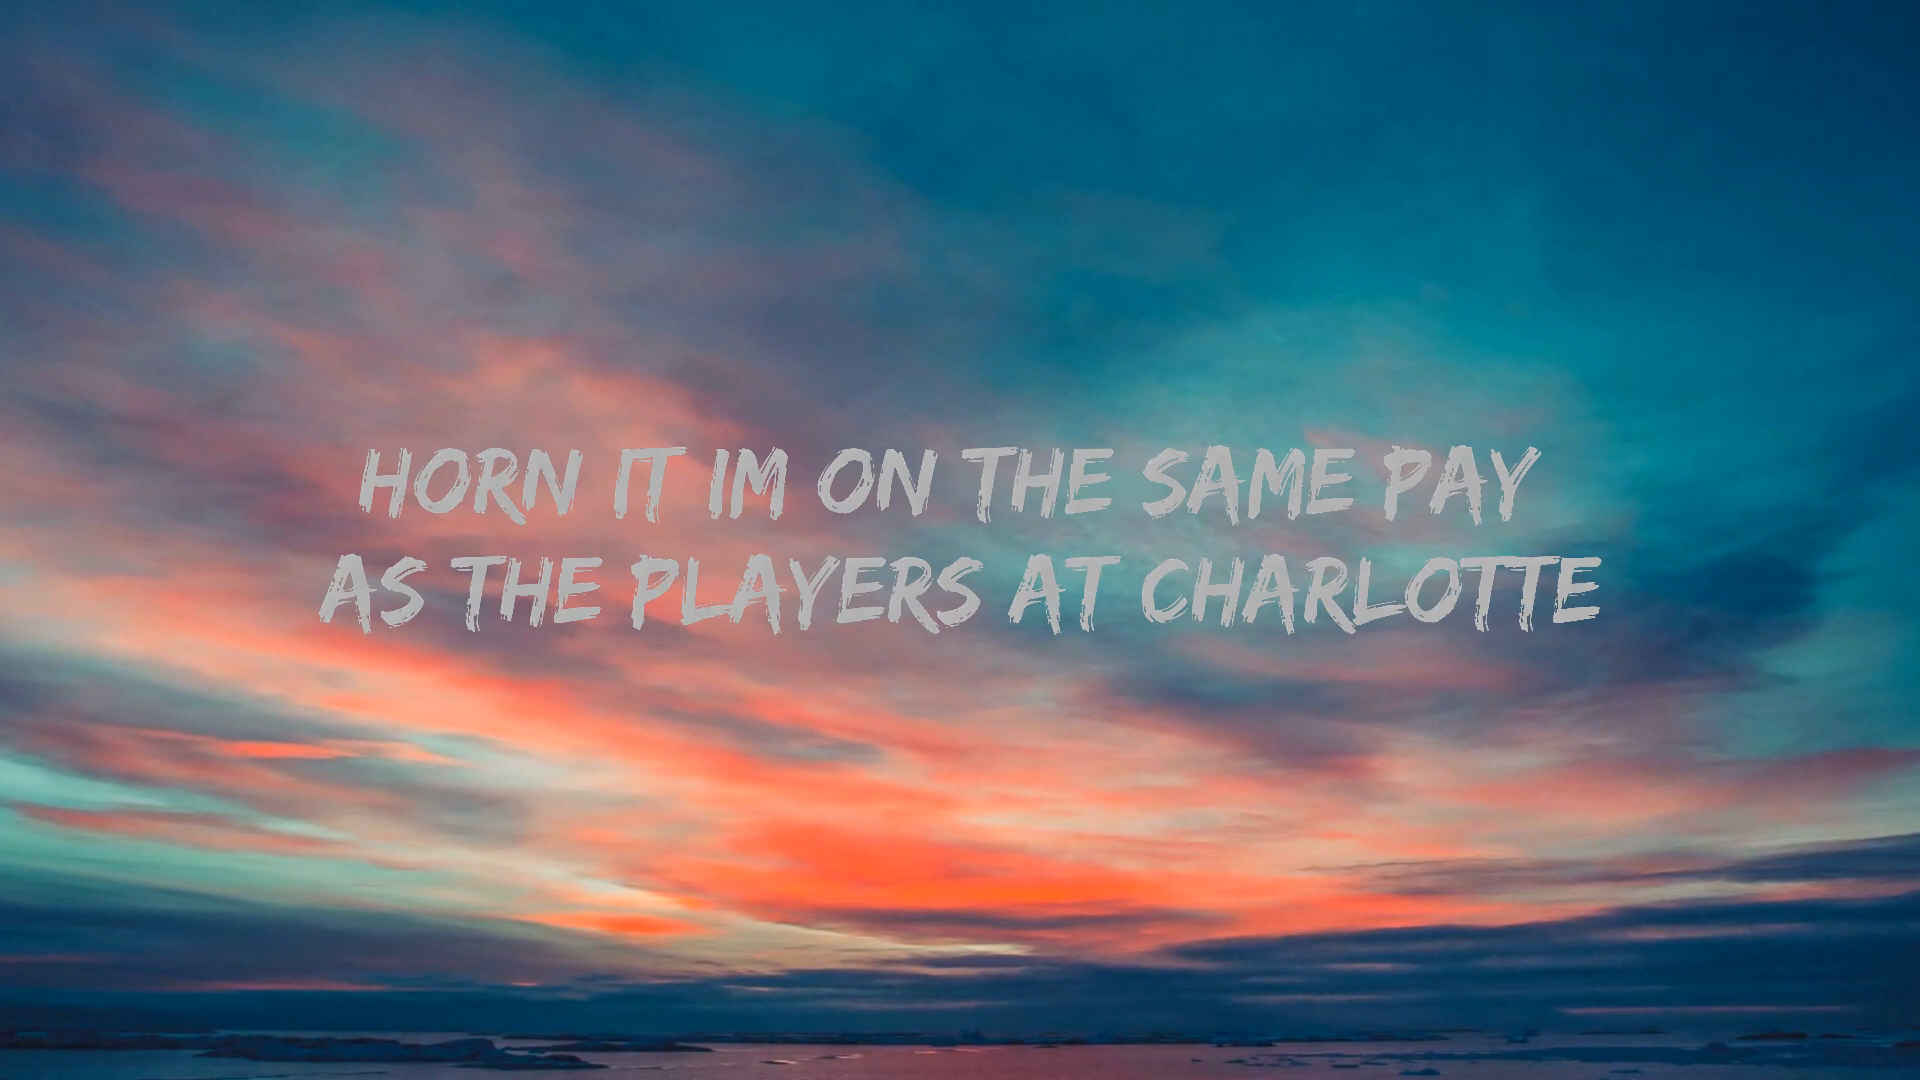 HORN IT IM ON THE SAME PAY
AS THE PLAYERS AT CHARLOTTE